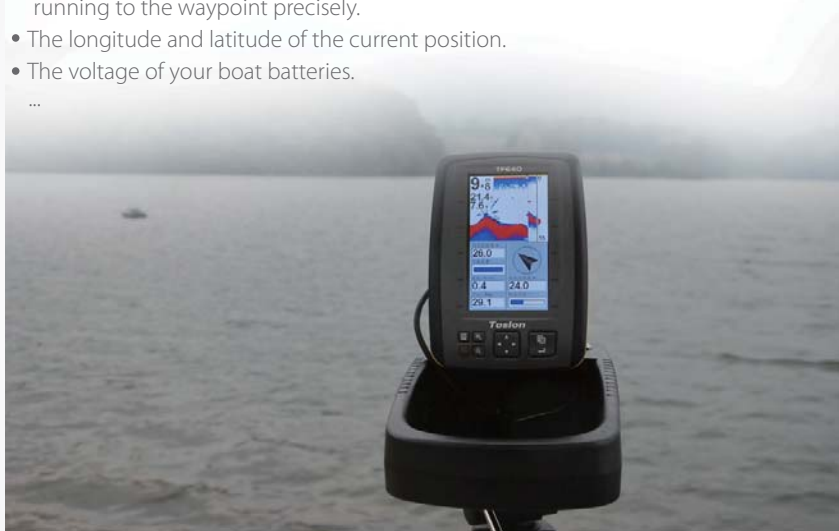 running to the waypoint precisely.
• The longitude and latitude of the current position.
• The voltage of your boat batteries.
...
TF640
9.8
21.4
7.6
26.0
0.4
24.0
29.1
Toslon